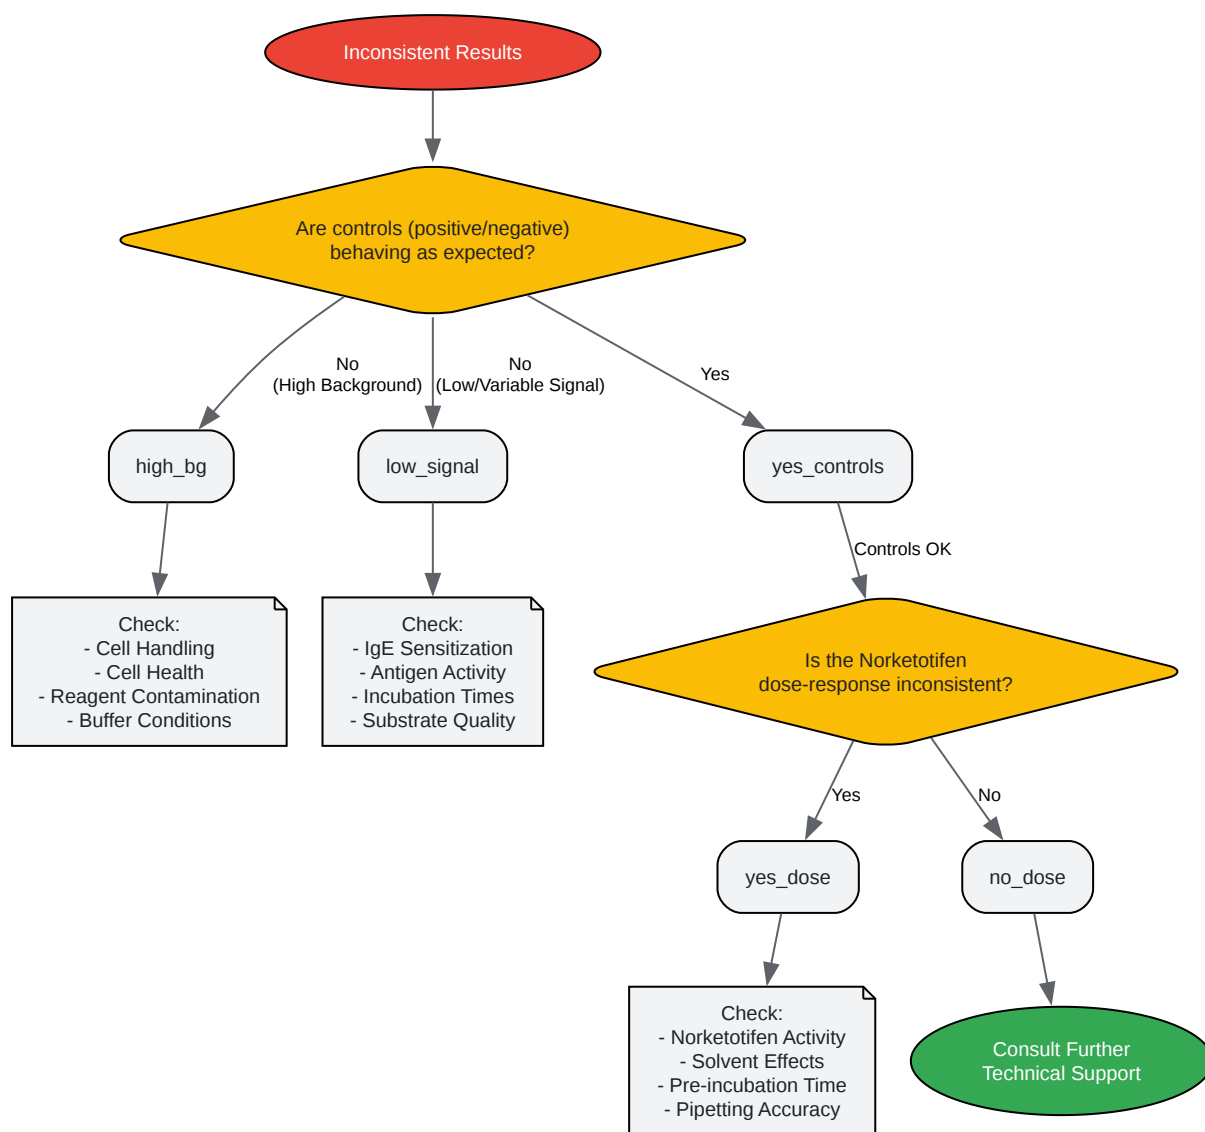 Inconsistent Results
Are controls (positive/negative)
behaving as expected?
No
(High Background)
No
(Low/Variable Signal)
Yes
high_bg
low_signal
yes_controls
Controls OK
Check:
- Cell Handling
- Cell Health
- Reagent Contamination
- Buffer Conditions
Check:
- IgE Sensitization
- Antigen Activity
- Incubation Times
- Substrate Quality
Is the Norketotifen
dose-response inconsistent?
Yes
No
yes_dose
no_dose
Check:
- Norketotifen Activity
- Solvent Effects
- Pre-incubation Time
- Pipetting Accuracy
Consult Further
Technical Support